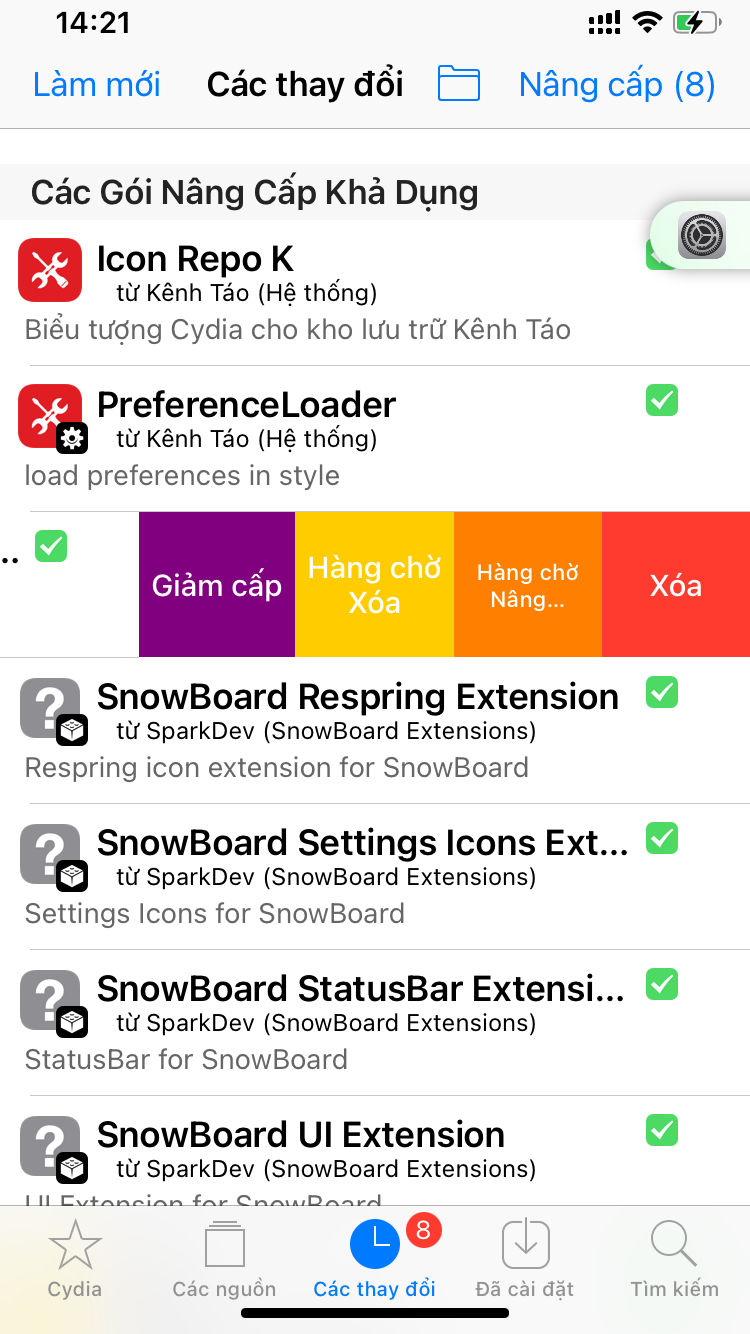 14:21
Làm mới Các thay đổi Nâng cấp (8)
Các Gói Nâng Cấp Khả Dụng
Icon Repo K
từ Kênh Táo (Hệ thống)
Biểu tượng Cydia cho kho lưu trữ Kênh Táo
PreferenceLoader
từ Kênh Táo (Hệ thống)
load preferences in style
.. Giảm cấp
Hàng chờ
Xóa
Hàng chờ
Nâng...
Xóa
SnowBoard Respring Extension
từ SparkDev (SnowBoard Extensions)
Respring icon extension for SnowBoard
SnowBoard Settings Icons Ext...
từ SparkDev (SnowBoard Extensions)
Settings Icons for SnowBoard
SnowBoard StatusBar Extensi...
từ SparkDev (SnowBoard Extensions)
StatusBar for SnowBoard
SnowBoard UI Extension
từ SparkDev (SnowBoard Extensions)
UI Extension for SnowBoard
8
Cydia Các nguồn Các thay đổi Đã cài đặt Tìm kiếm